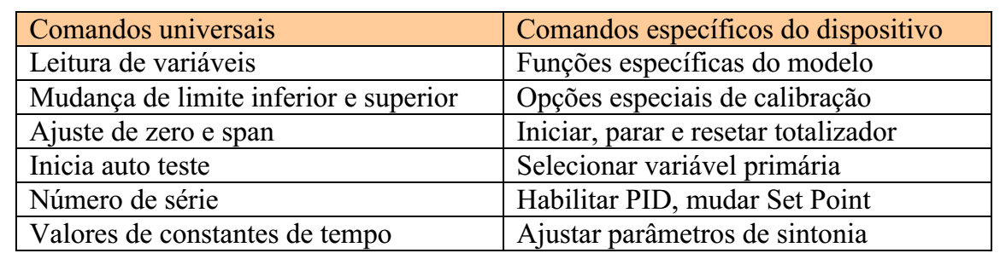 Comandos universais Comandos específicos do dispositivo
Leitura de variáveis Funções específicas do modelo
Mudança de limite inferior e superior Opções especiais de calibração
Ajuste de zero e span Iniciar, parar e resetar totalizador
Inicia auto teste Selecionar variável primária
Número de série Habilitar PID, mudar Set Point
Valores de constantes de tempo Ajustar parâmetros de sintonia